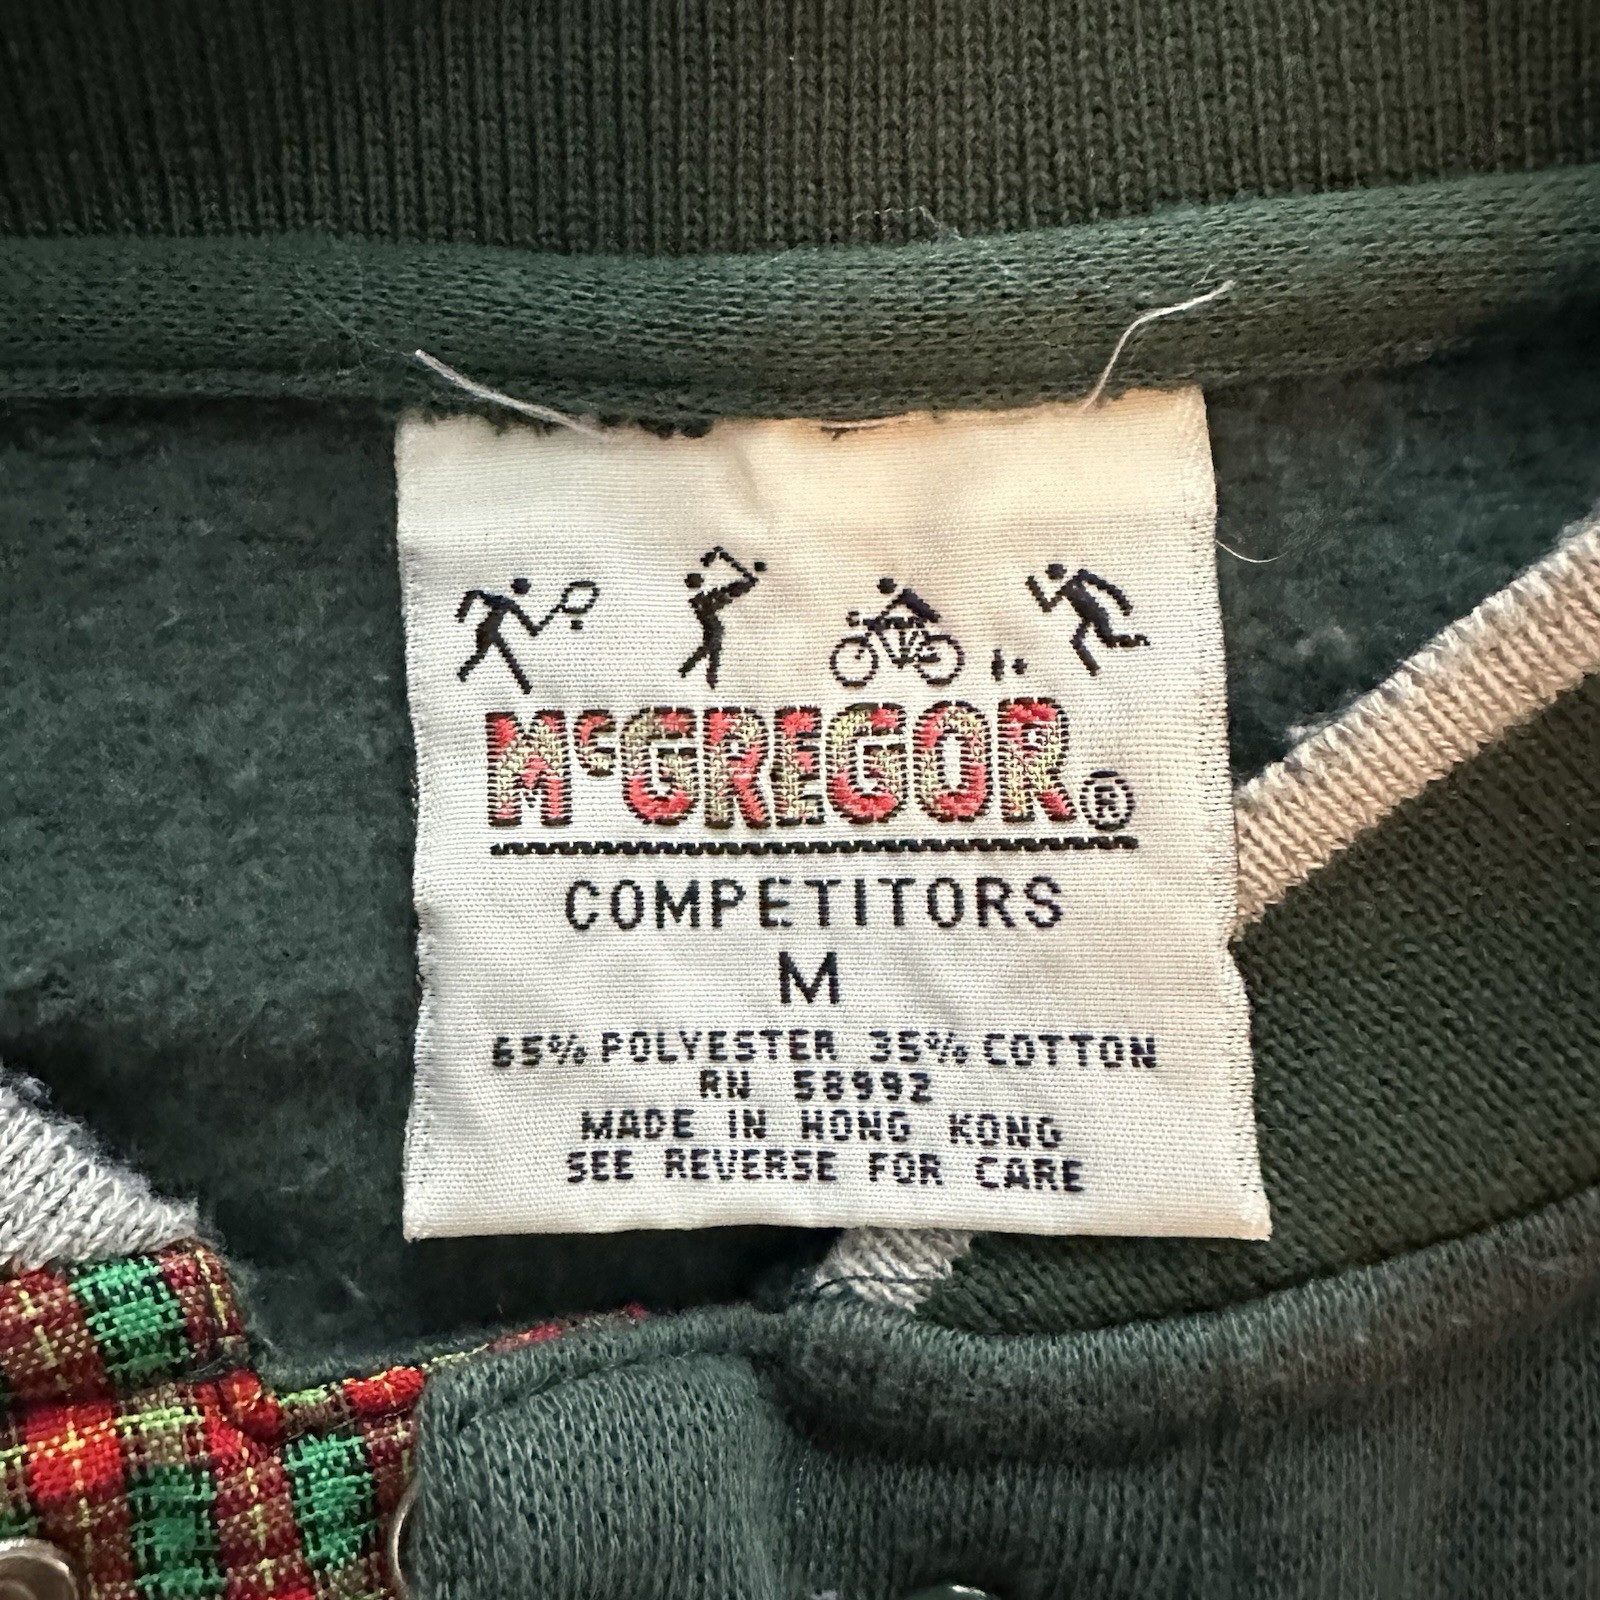 McGREGOR®
COMPETITORS
M
65% POLYESTER 35% COTTON
RN 58992
MADE IN HONG KONG
SEE REVERSE FOR CARE